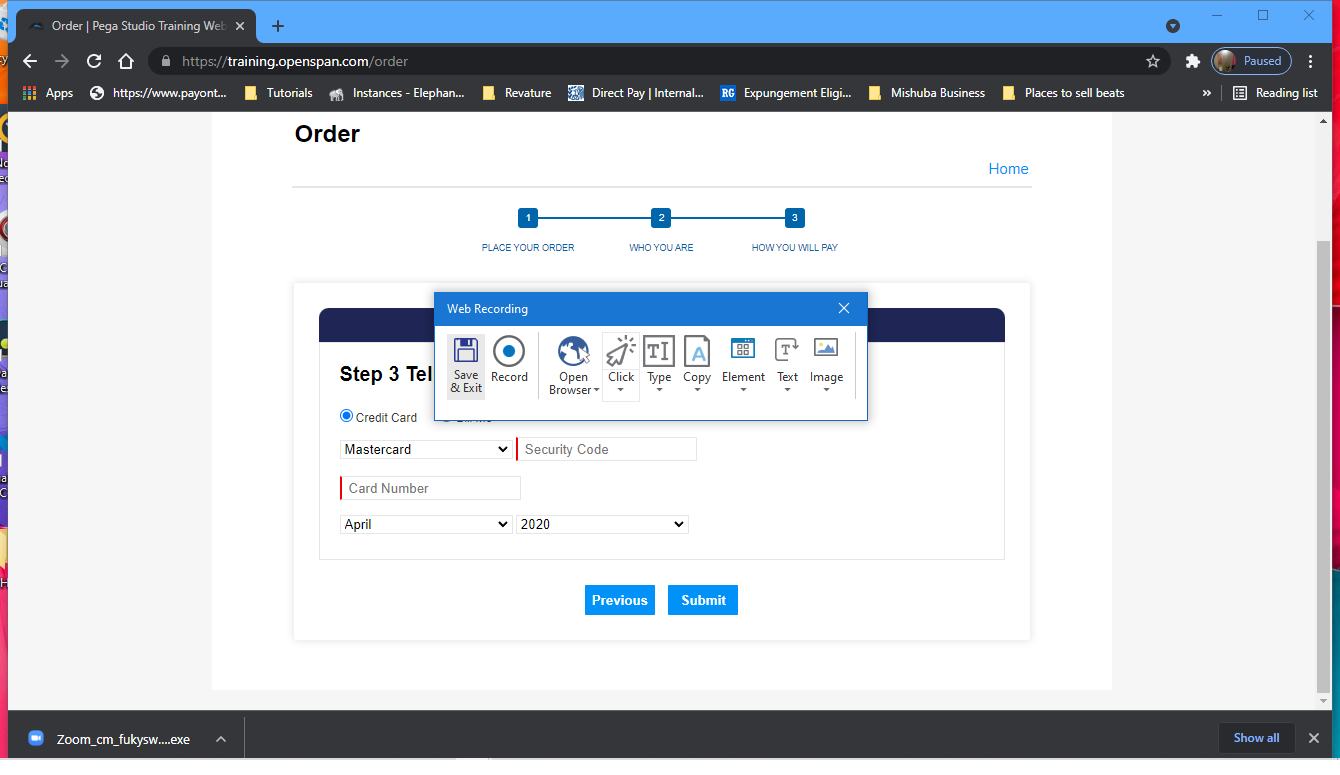 Order | Pega Studio Training Web
https://training.openspan.com/order
Paused
Apps
https://www.payont...
Tutorials
Instances - Elephan...
Revature
Direct Pay | Internal...
RG
Expungement Eligi...
Mishuba Business
Places to sell beats
»
Reading list
Order
Home
1
2
3
PLACE YOUR ORDER
WHO YOU ARE
HOW YOU WILL PAY
Web Recording
Save
& Exit
Record
Open
Browser
Click
Type
Copy
Element
Text
Image
Step 3 Tel
Credit Card
Mastercard
Security Code
Card Number
April
2020
Previous
Submit
Zoom_cm_fukysw....exe
Show all